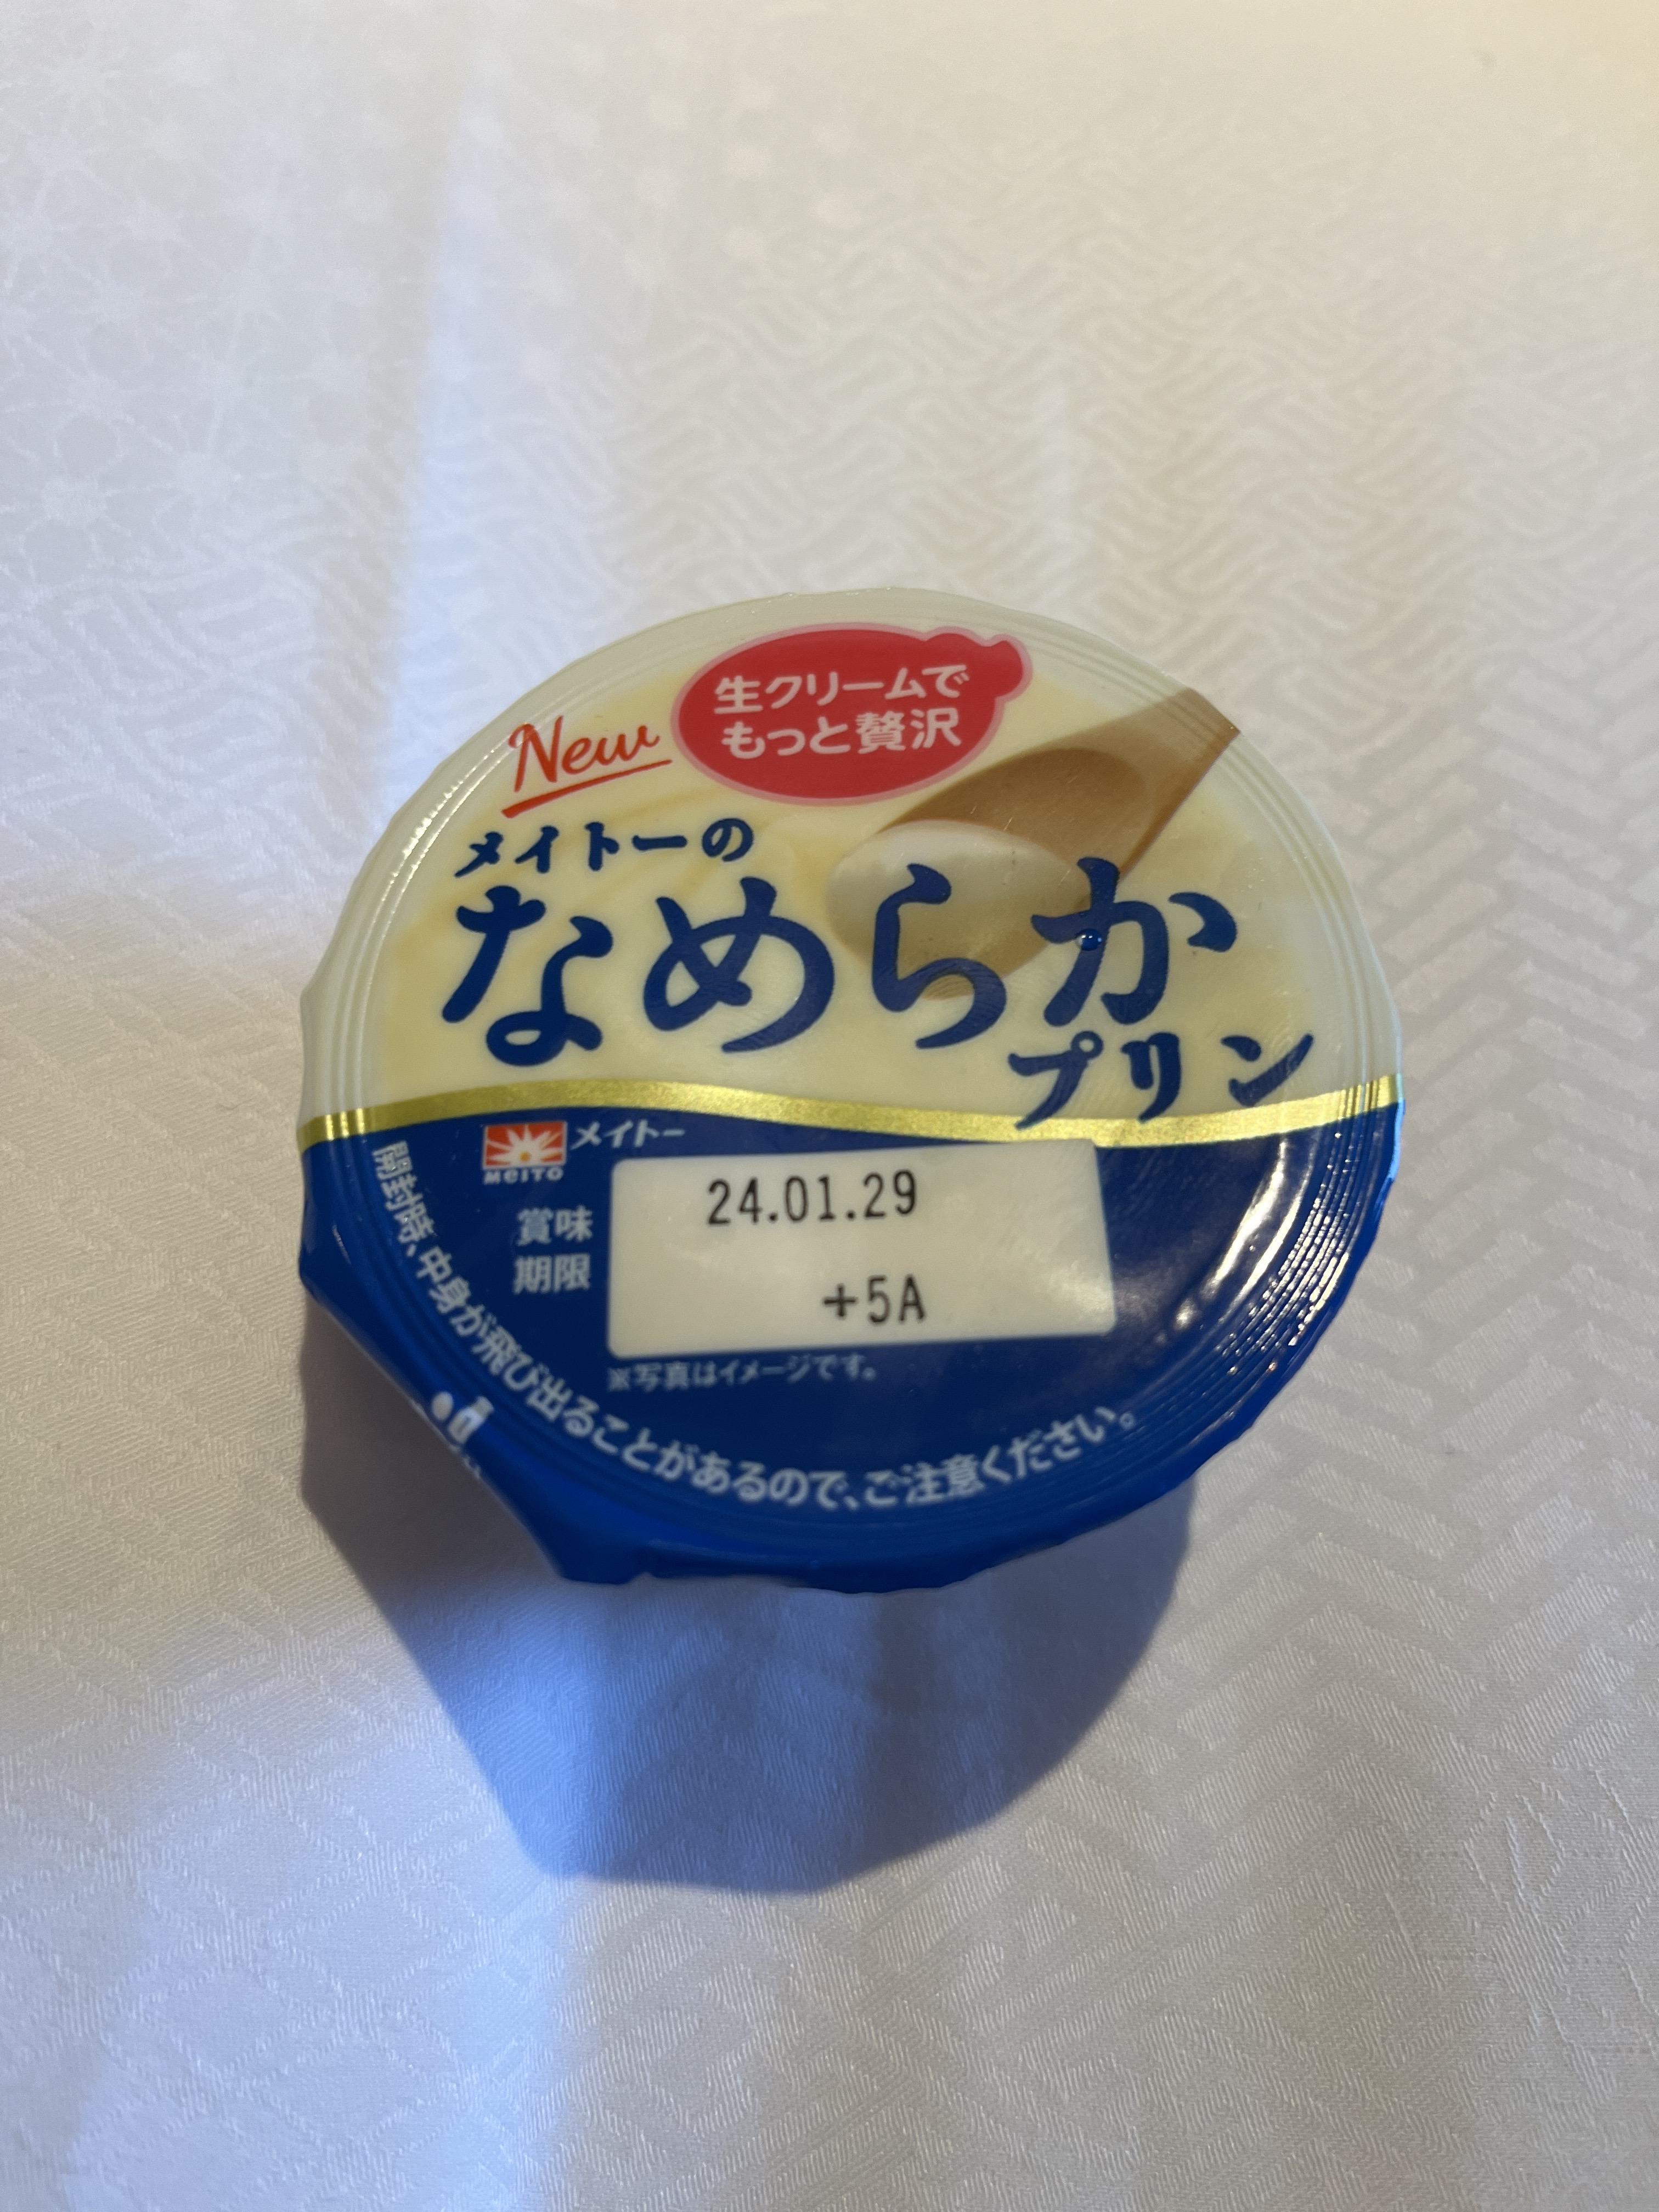 生クリームで
もっと贅沢
New
メイトーの
なめらか
プリン
メイトー
MEITO
賞味
期限
24.01.29
+5A
※写真はイメージです。
開封時、中身が飛び出ることがあるので、ご注意ください。